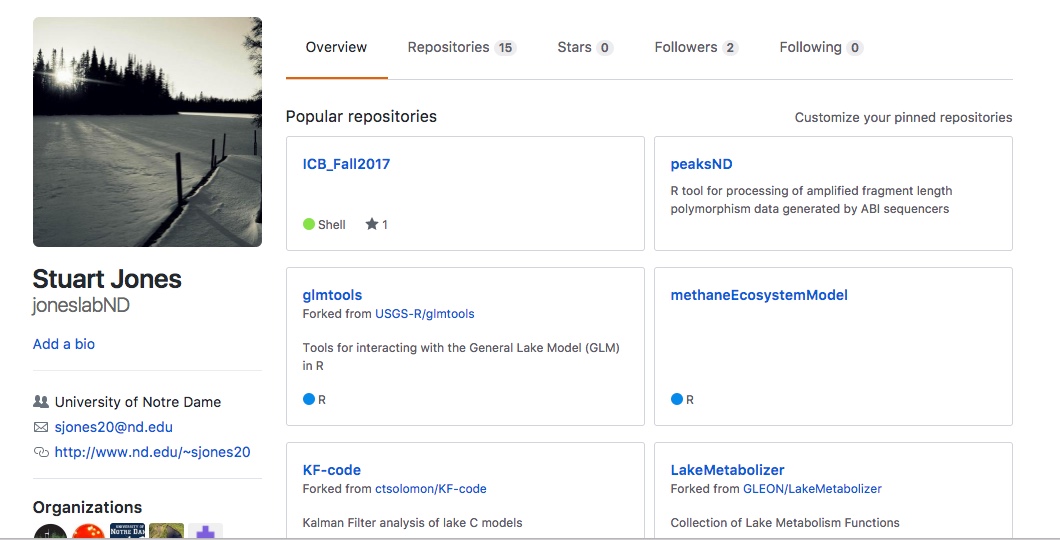 Overview Repositories 15 Stars 0 Followers 2 Following 0
Popular repositories Customize your pinned repositories
ICB_Fall2017
Shell 1
peaksND
R tool for processing of amplified fragment length
polymorphism data generated by ABI sequencers
Stuart Jones
joneslabND
Add a bio
University of Notre Dame
sjones20@nd.edu
http://www.nd.edu/~sjones20
Organizations
UNIVERSITY OF
NOTRE DAM
glmtools
Forked from USGS-R/glmtools
Tools for interacting with the General Lake Model (GLM)
in R
R
methaneEcosystemModel
R
KF-code
Forked from ctsolomon/KF-code
Kalman Filter analysis of lake C models
LakeMetabolizer
Forked from GLEON/LakeMetabolizer
Collection of Lake Metabolism Functions